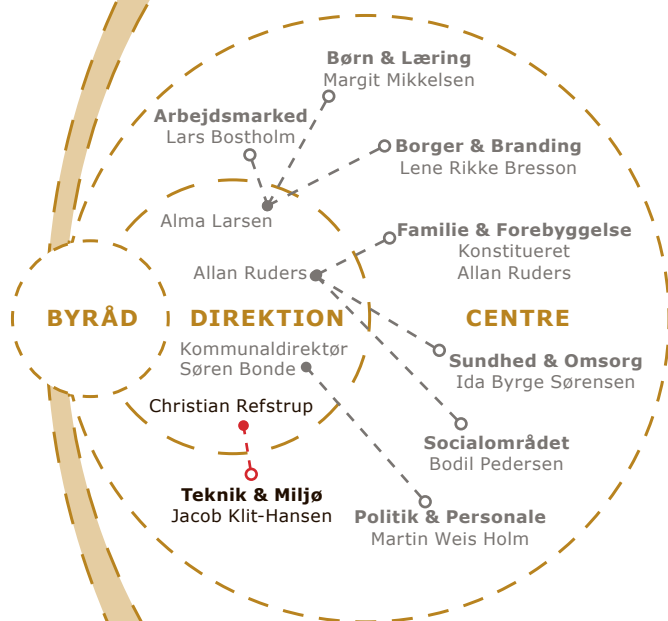 Børn & Læring
Margit Mikkelsen
Arbejdsmarked
Lars Bostholm
Borger & Branding
Lene Rikke Bresson
Alma Larsen
Familie & Forebyggelse
Konstitueret
Allan Ruders
Allan Ruders
BYRÅD
DIREKTION
CENTRE
Kommunaldirektør
Søren Bonde
Sundhed & Omsorg
Ida Byrge Sørensen
Christian Refstrup
Socialområdet
Bodil Pedersen
Teknik & Miljø
Jacob Klit-Hansen
Politik & Personale
Martin Weis Holm